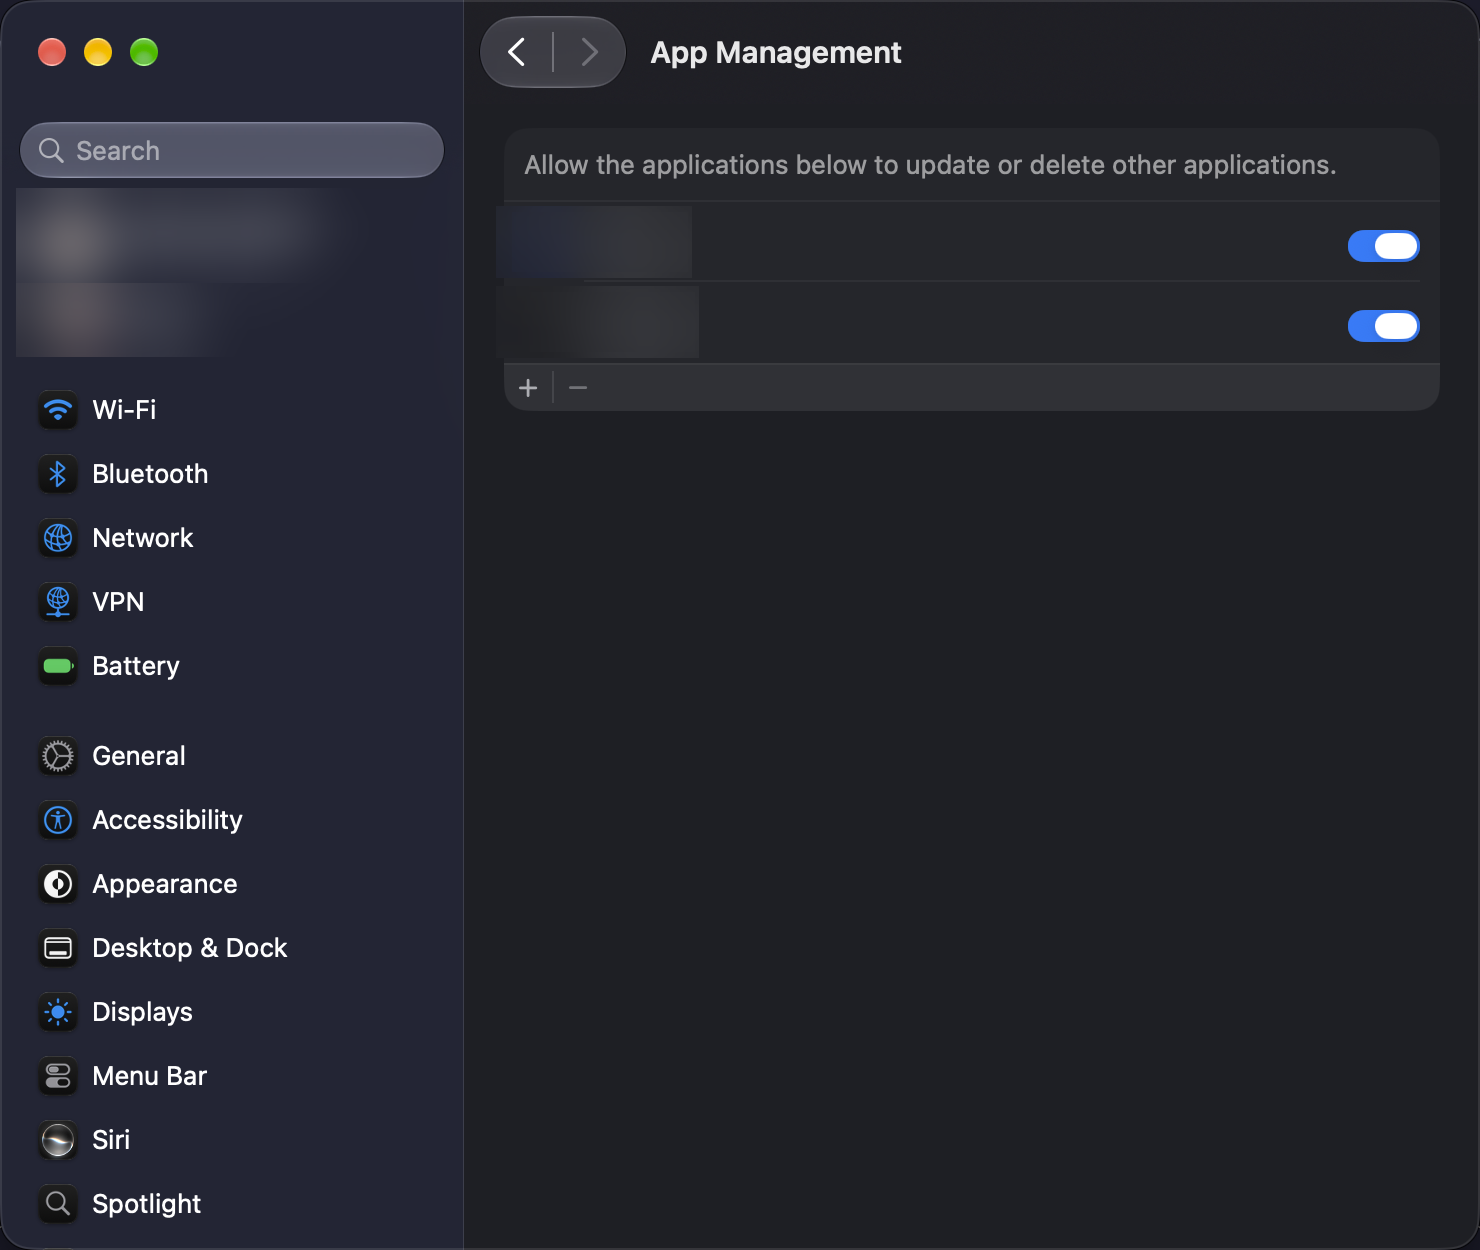 App Management
Search
Allow the applications below to update or delete other applications.
Wi-Fi
Bluetooth
Network
VPN
Battery
General
Accessibility
Appearance
Desktop & Dock
Displays
Menu Bar
Siri
Spotlight